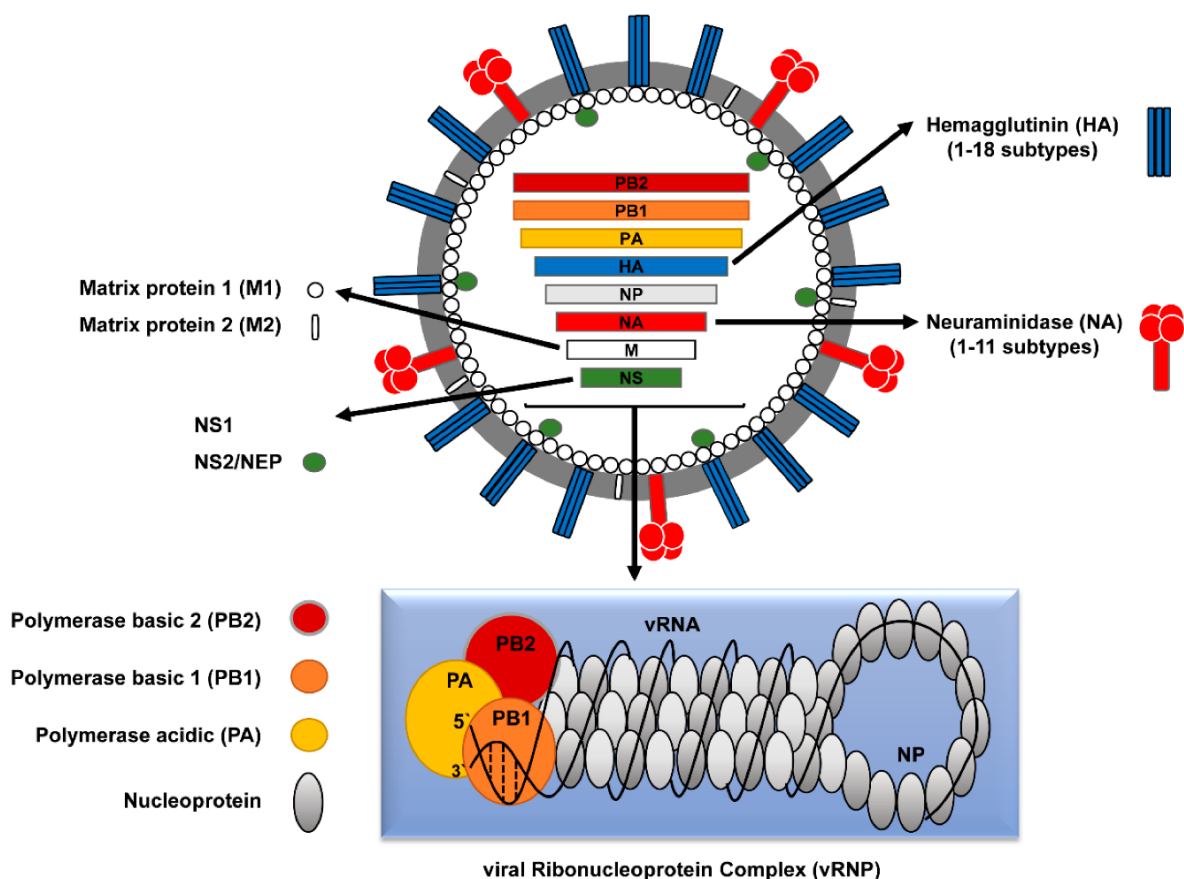 Hemagglutinin (HA)
(1-18 subtypes)
PB2
PB1
PA
HA
NP
NA
M
NS
Matrix protein 1 (M1)
Matrix protein 2 (M2)
Neuraminidase (NA)
(1-11 subtypes)
NS1
NS2/NEP
Polymerase basic 2 (PB2)
Polymerase basic 1 (PB1)
Polymerase acidic (PA)
Nucleoprotein
vRNA
PB2
PA
PB1
5`
3`
NP
viral Ribonucleoprotein Complex (vRNP)